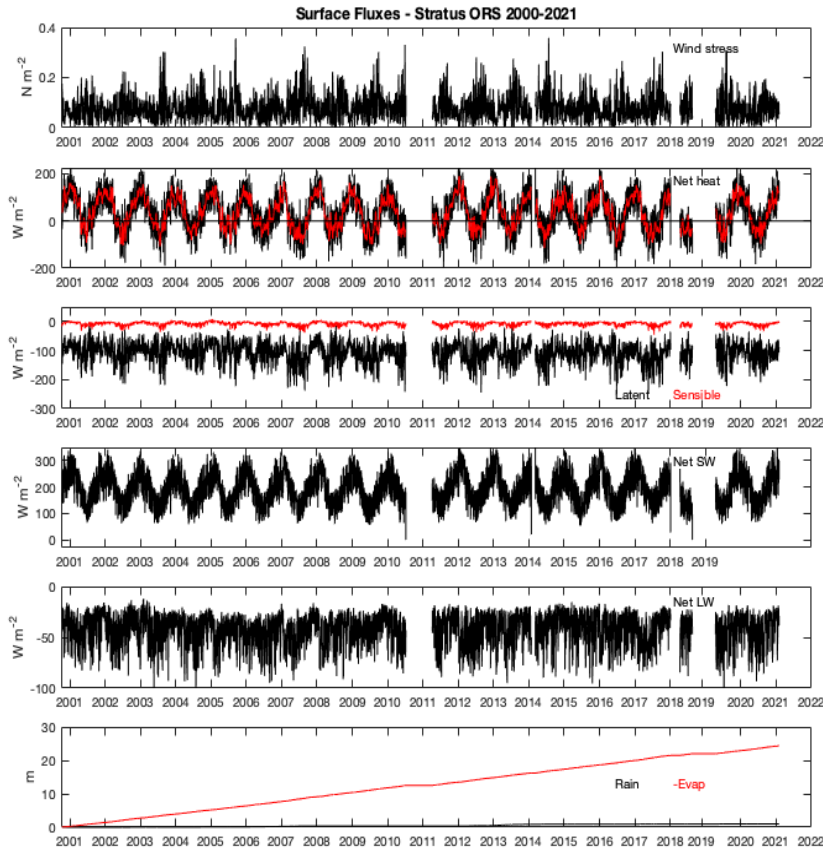 Surface Fluxes - Stratus ORS 2000-2021
0.4
0.2
0
N m-2
Wind stress
2001 2002 2003 2004 2005 2006 2007 2008 2009 2010 2011 2012 2013 2014 2015 2016 2017 2018 2019 2020 2021 2022
200
0
-200
W m-2
Net heat
2001 2002 2003 2004 2005 2006 2007 2008 2009 2010 2011 2012 2013 2014 2015 2016 2017 2018 2019 2020 2021 2022
0
-100
-200
-300
W m-2
Latent Sensible
2001 2002 2003 2004 2005 2006 2007 2008 2009 2010 2011 2012 2013 2014 2015 2016 2017 2018 2019 2020 2021 2022
300
200
100
0
W m-2
Net SW
2001 2002 2003 2004 2005 2006 2007 2008 2009 2010 2011 2012 2013 2014 2015 2016 2017 2018 2019
0
-50
-100
W m-2
Net LW
2001 2002 2003 2004 2005 2006 2007 2008 2009 2010 2011 2012 2013 2014 2015 2016 2017 2018 2019 2020 2021 2022
30
20
10
0
m
Rain -Evap
2001 2002 2003 2004 2005 2006 2007 2008 2009 2010 2011 2012 2013 2014 2015 2016 2017 2018 2019 2020 2021 2022